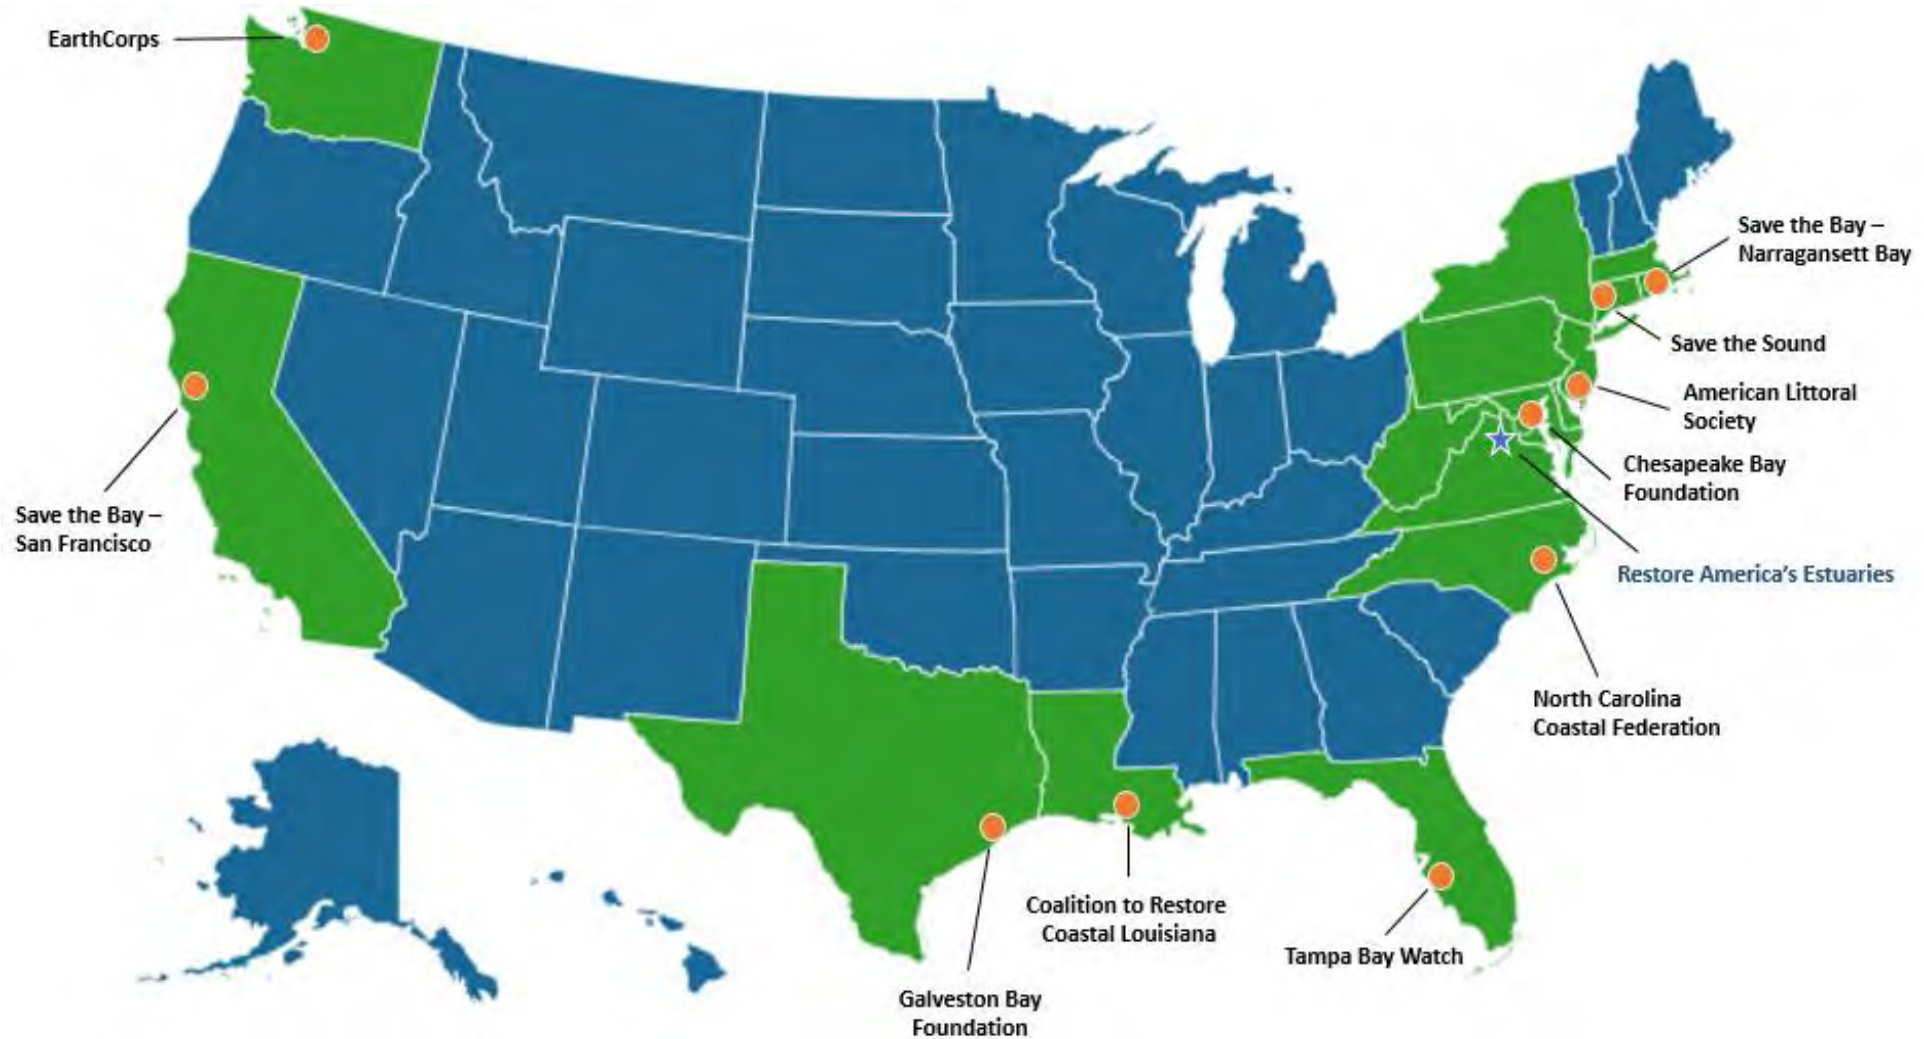 EarthCorps
Save the Bay –
Narragansett Bay
Save the Sound
American Littoral
Society
Chesapeake Bay
Foundation
Save the Bay –
San Francisco
Restore America's Estuaries
North Carolina
Coastal Federation
Coalition to Restore
Coastal Louisiana
Tampa Bay Watch
Galveston Bay
Foundation